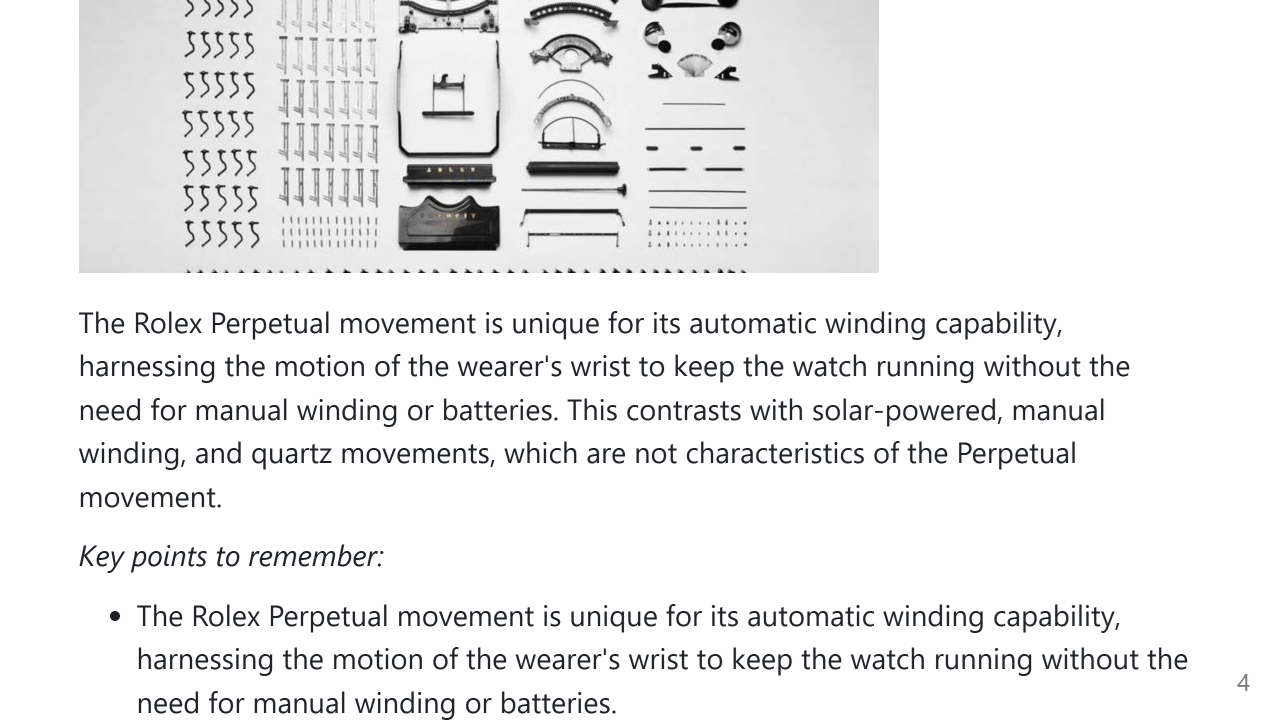 The Rolex Perpetual movement is unique for its automatic winding capability,
harnessing the motion of the wearer's wrist to keep the watch running without the
need for manual winding or batteries. This contrasts with solar-powered, manual
winding, and quartz movements, which are not characteristics of the Perpetual
movement.
Key points to remember:
• The Rolex Perpetual movement is unique for its automatic winding capability,
harnessing the motion of the wearer's wrist to keep the watch running without the
need for manual winding or batteries.
4